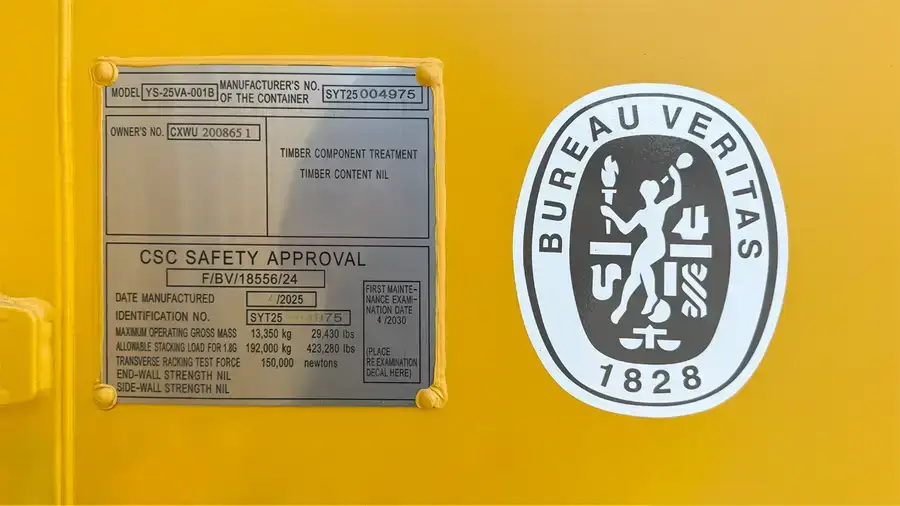 MODEL YS-25VA-001B MANUFACTURER'S NO. OF THE CONTAINER SYT25 004975
OWNER'S NO. CXWU 200865 1
TIMBER COMPONENT TREATMENT
TIMBER CONTENT NIL
CSC SAFETY APPROVAL
F/BV/18556/24
DATE MANUFACTURED 4/2025
IDENTIFICATION NO. SYT25 004975
MAXIMUM OPERATING GROSS MASS 13,350 kg 29,430 lbs
ALLOWABLE STACKING LOAD FOR 1.8G 192,000 kg 423,280 lbs
TRANSVERSE RACKING TEST FORCE 150,000 newtons
END-WALL STRENGTH NIL
SIDE-WALL STRENGTH NIL
FIRST MAINTE-
NANCE EXAMI-
NATION DATE
4 /2030
(PLACE
RE EXAMINATION
DECAL HERE)
BUREAU VERITAS
1828